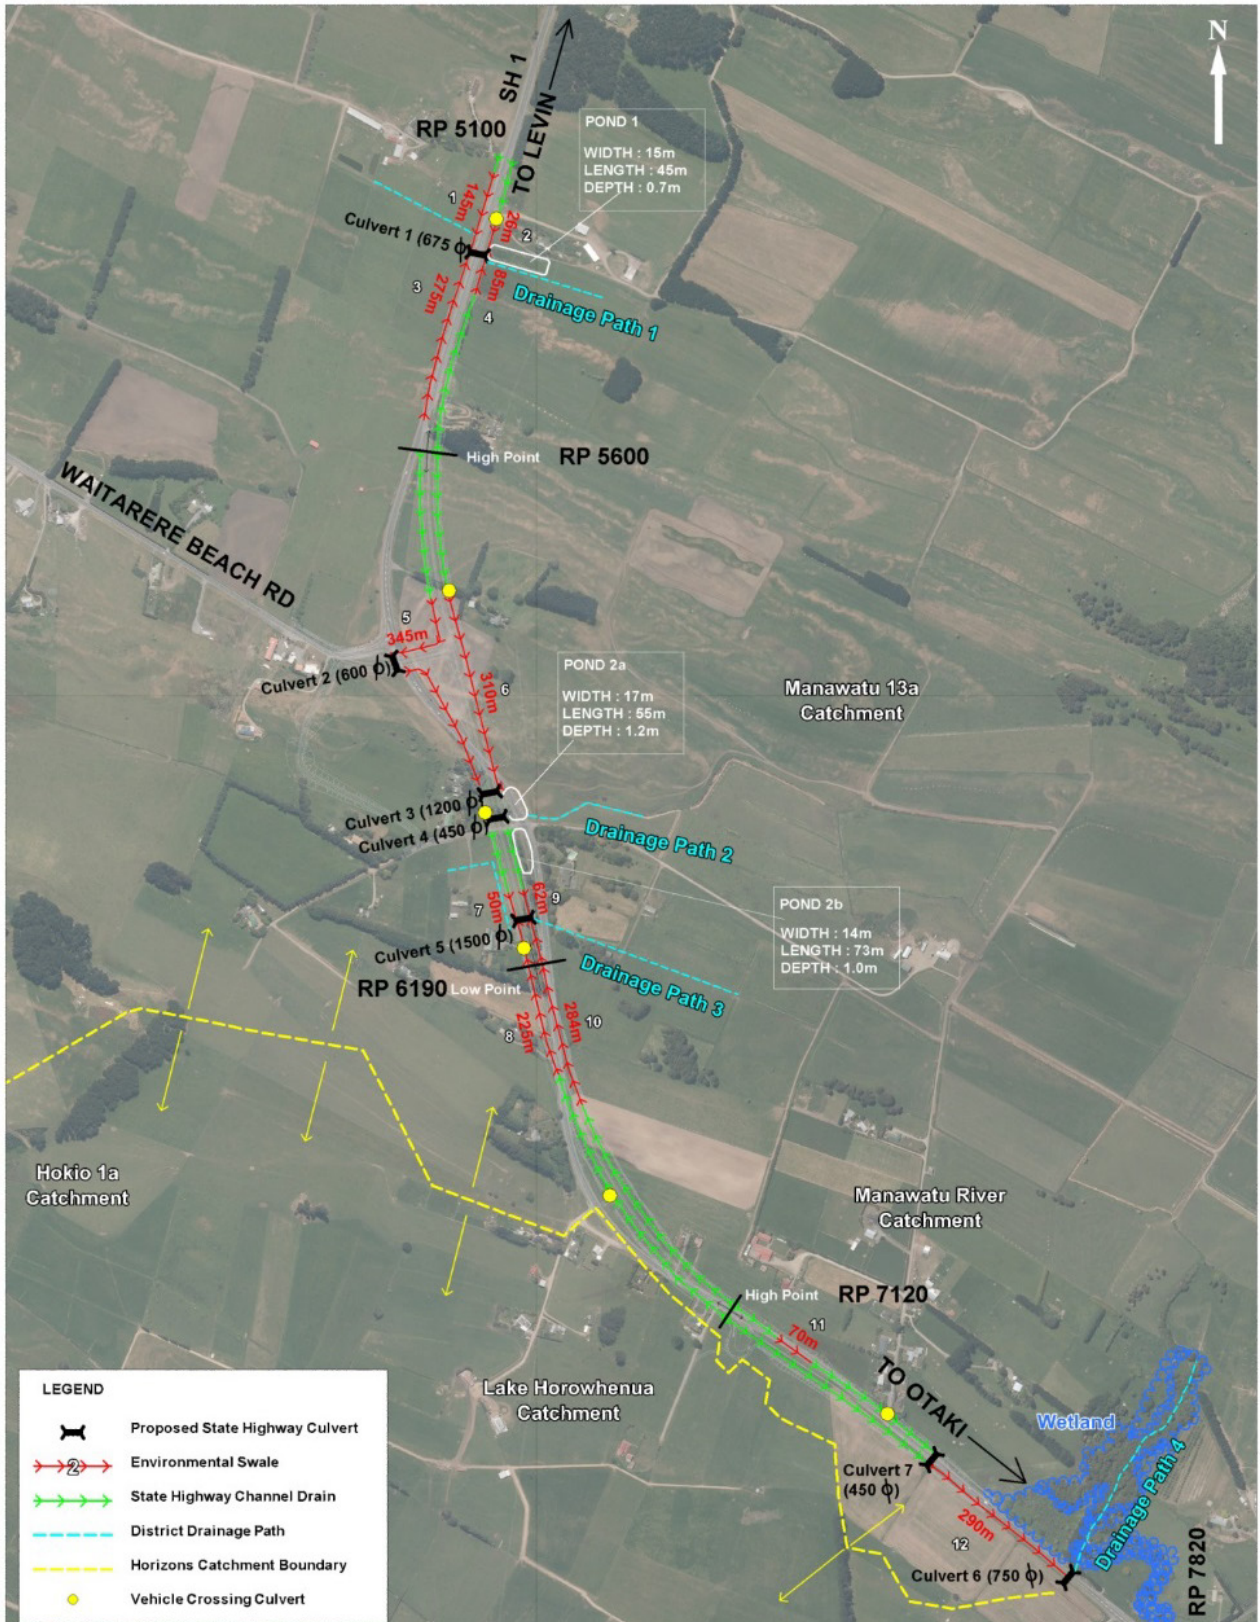 N
SH 1
TO LEVIN
RP 5100
POND 1
WIDTH : 15m
LENGTH : 45m
DEPTH : 0.7m
1
145m
26m
2
Culvert 1 (675 ϕ)
3
275m
85m
4
Drainage Path 1
High Point
RP 5600
WAITARERE BEACH RD
5
345m
Culvert 2 (600 ϕ)
310m
6
POND 2a
WIDTH : 17m
LENGTH : 55m
DEPTH : 1.2m
Manawatu 13a
Catchment
Culvert 3 (1200 ϕ)
Culvert 4 (450 ϕ)
Drainage Path 2
7
50m
62m
9
POND 2b
WIDTH : 14m
LENGTH : 73m
DEPTH : 1.0m
Culvert 5 (1500 ϕ)
RP 6190
Low Point
Drainage Path 3
8
225m
284m
10
Hokio 1a
Catchment
Manawatu River
Catchment
High Point
RP 7120
11
70m
TO OTAKI
Lake Horowhenua
Catchment
Wetland
Drainage Path 4
Culvert 7
(450 ϕ)
290m
12
Culvert 6 (750 ϕ)
RP 7820
LEGEND
Proposed State Highway Culvert
2
Environmental Swale
State Highway Channel Drain
District Drainage Path
Horizons Catchment Boundary
Vehicle Crossing Culvert